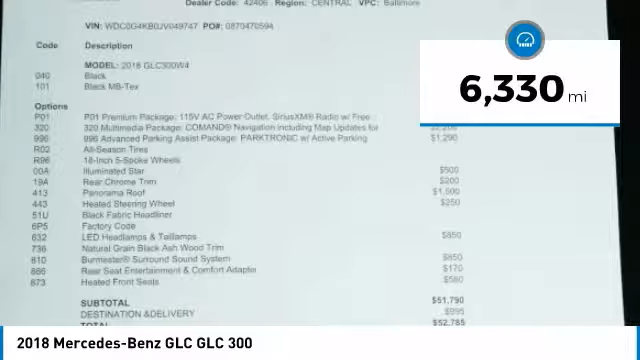 Dealer Code: 42406 Region: CENTRAL VPC: Baltimore
VIN: WDC0G4KB0JV049747 PO#: 0870470594
Code Description
MODEL: 2018 GLC300W4
040 Black
101 Black MB-Tex
6,330 mi
Options
P01 P01 Premium Package: 115V AC Power Outlet, SiriusXM® Radio w/ Free
320 320 Multimedia Package: COMAND® Navigation including Map Updates for $2,200
996 996 Advanced Parking Assist Package: PARKTRONIC w/ Active Parking $1,290
R02 All-Season Tires
R96 18-Inch 5-Spoke Wheels
00A Illuminated Star $500
19A Rear Chrome Trim $200
413 Panorama Roof $1,500
443 Heated Steering Wheel $250
51U Black Fabric Headliner
6P5 Factory Code
632 LED Headlamps & Taillamps $850
736 Natural Grain Black Ash Wood Trim
810 Burmester® Surround Sound System $850
866 Rear Seat Entertainment & Comfort Adapter $170
873 Heated Front Seats $580
SUBTOTAL $51,790
DESTINATION & DELIVERY $995
TOTAL $52,785
2018 Mercedes-Benz GLC GLC 300